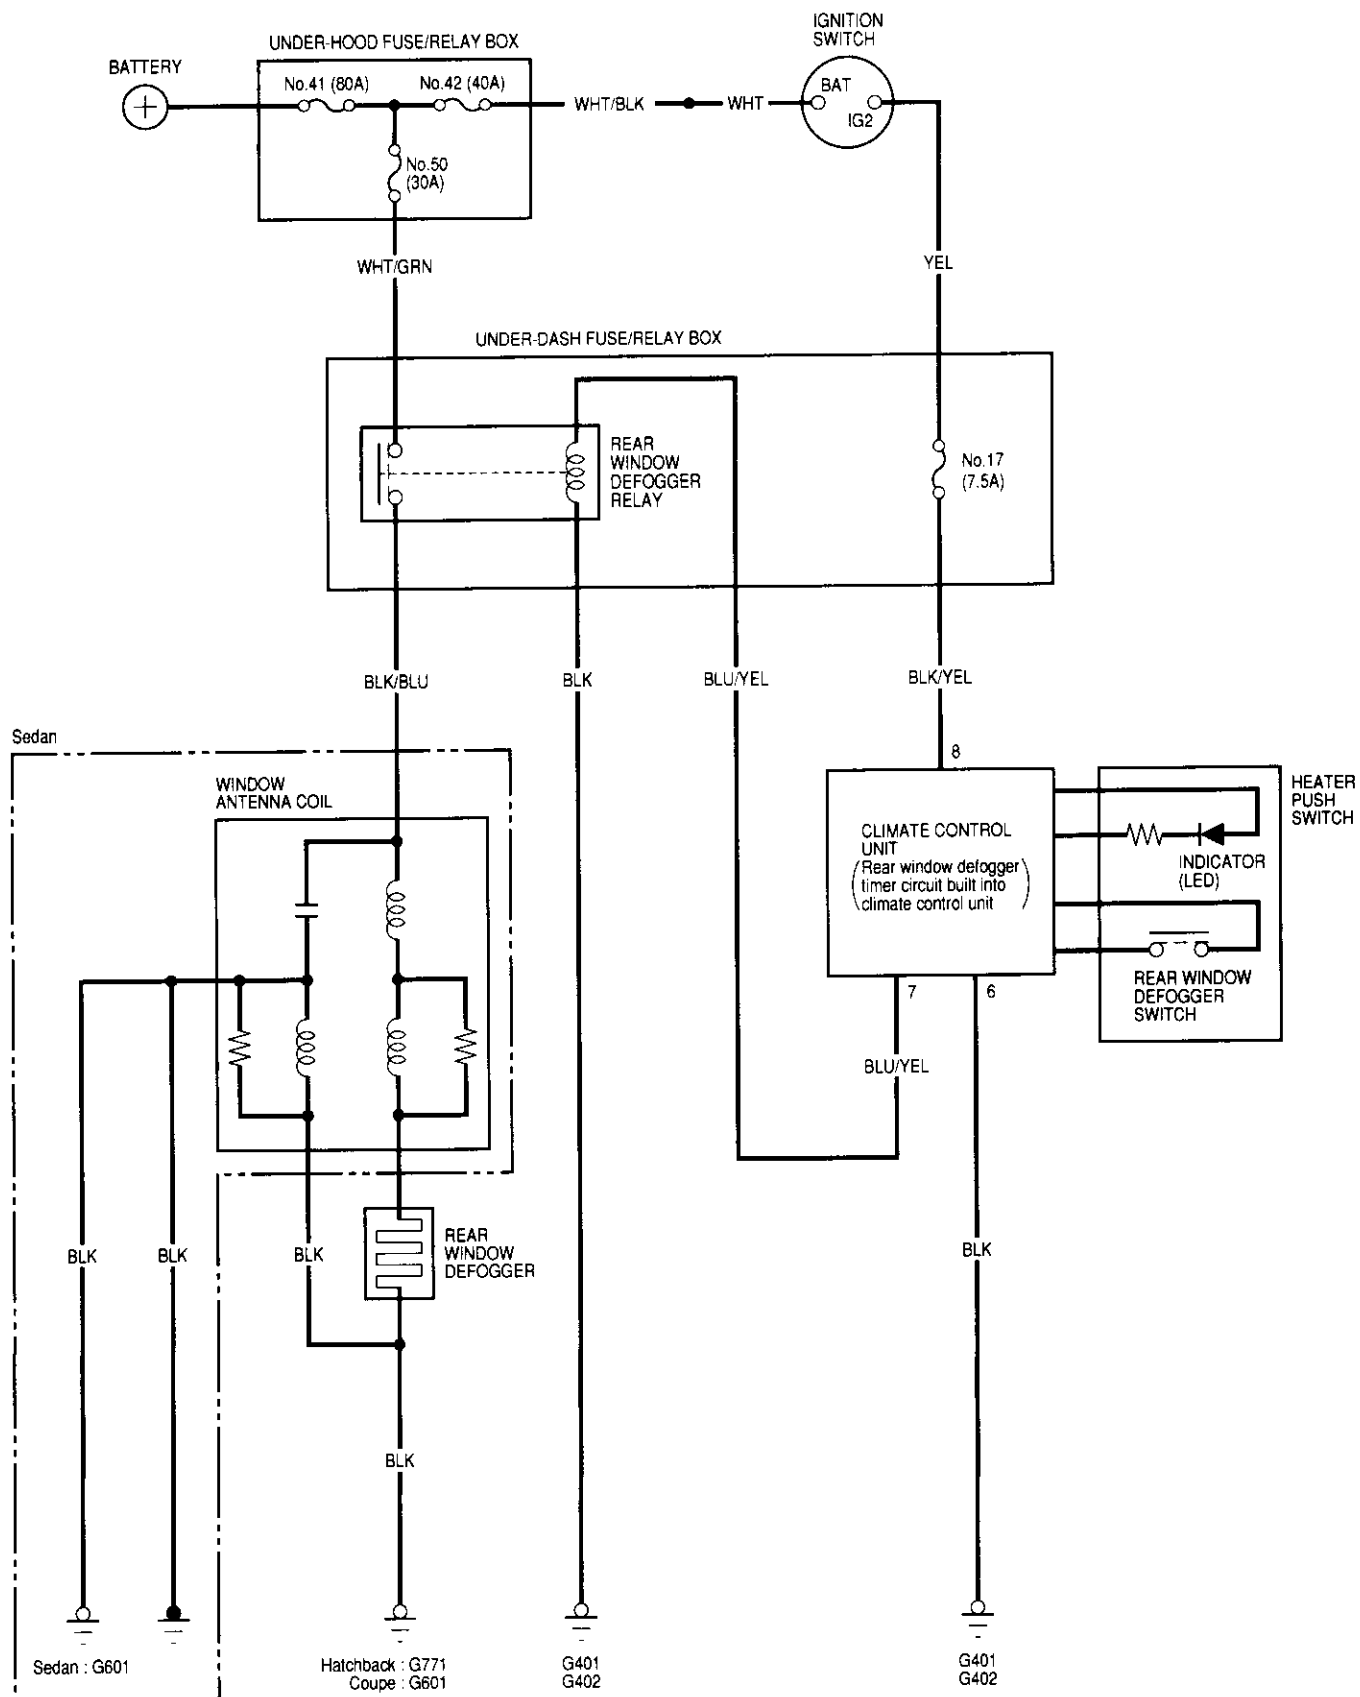 IGNITION
SWITCH
UNDER-HOOD FUSE/RELAY BOX
BATTERY
No.41 (80A)
No.42 (40A)
BAT
WHT/BLK
WHT
IG2
No.50
(30A)
WHT/GRN
YEL
UNDER-DASH FUSE/RELAY BOX
REAR
WINDOW
DEFOGGER
RELAY
No.17
(7.5A)
BLK/BLU
BLK
BLU/YEL
BLK/YEL
Sedan
8
WINDOW
ANTENNA COIL
HEATER
PUSH
SWITCH
CLIMATE CONTROL
UNIT
(Rear window defogger
timer circuit built into
climate control unit)
INDICATOR
(LED)
REAR WINDOW
DEFOGGER
SWITCH
7
6
BLU/YEL
BLK
BLK
BLK
REAR
WINDOW
DEFOGGER
BLK
BLK
Sedan : G601
Hatchback : G771
Coupe : G601
G401
G402
G401
G402